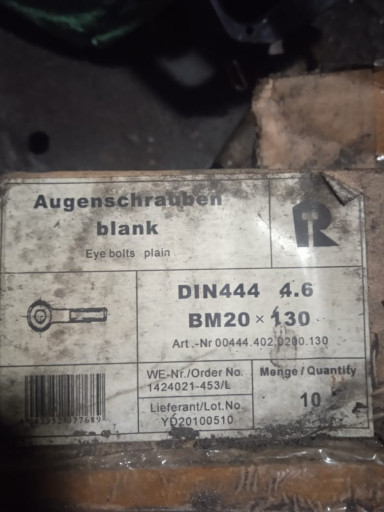 Augenschrauben
blank
Eye bolts plain
DIN444 4.6
BM20 × 130
Art.-Nr 00444.402.0200.130
WE-Nr./Order No.
1424021-453/L
Menge / Quantity
10
Lieferant/Lot.No.
YD20100510